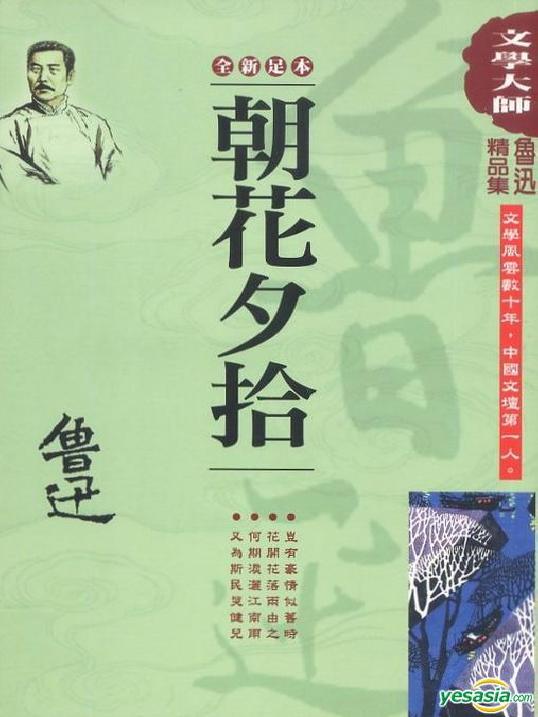 文學大師
魯迅
精品集
文學風雲數十年，中國文壇第一人。
全新足本
朝花夕拾
魯迅
魯迅
豈有豪情似舊時
花開花落兩由之
何期淚灑江南雨
又為斯民哭健兒
yesasia.com